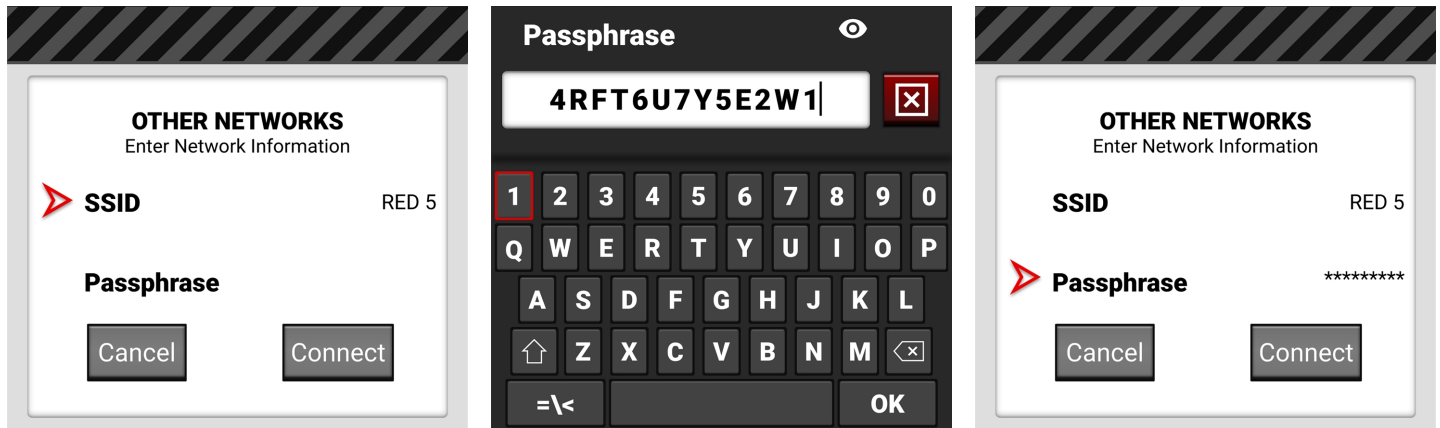 OTHER NETWORKS
Enter Network Information
SSID RED 5
Passphrase
Cancel Connect
Passphrase
4RFT6U7Y5E2W1
1 2 3 4 5 6 7 8 9 0
Q W E R T Y U I O P
A S D F G H J K L
Z X C V B N M
=\< OK
OTHER NETWORKS
Enter Network Information
SSID RED 5
Passphrase *********
Cancel Connect